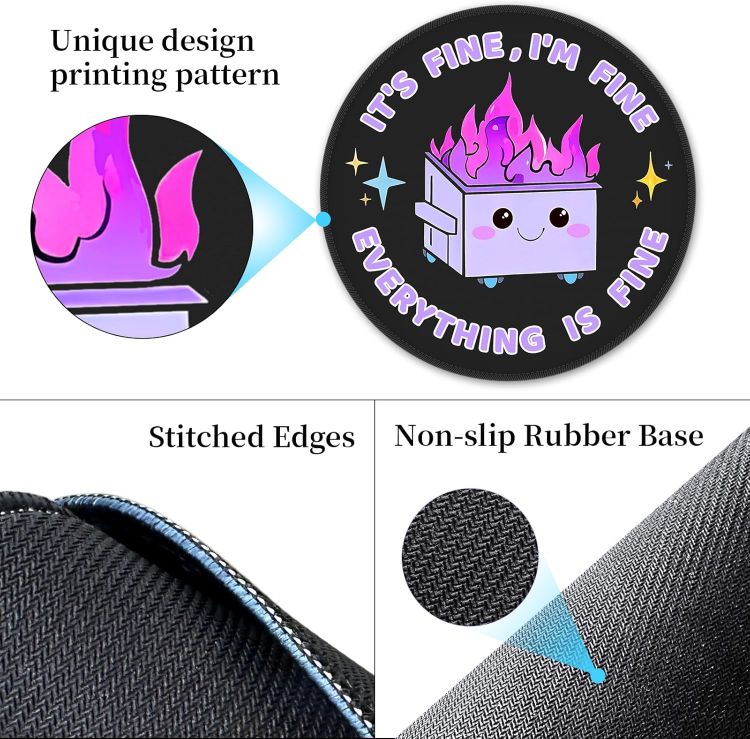 Unique design
printing pattern
IT'S FINE, I'M FINE
EVERYTHING IS FINE
Stitched Edges
Non-slip Rubber Base